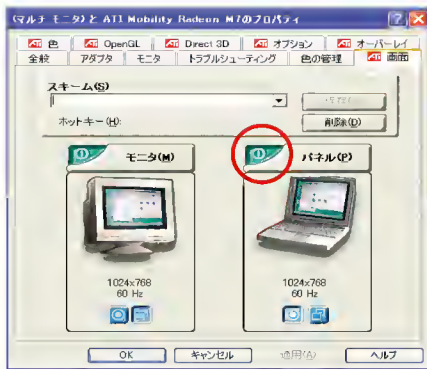 (マルチ モニタ) と ATI Mobility Radeon M7のプロパティ
色 OpenGL Direct 3D オプション オーバーレイ
全般 アダプタ モニタ トラブルシューティング 色の管理 画面
スキーム(S)
ホットキー(H): 削除(D)
モニタ(M) パネル(P)
1024x768 1024x768
60 Hz 60 Hz
OK キャンセル 適用(A) ヘルプ